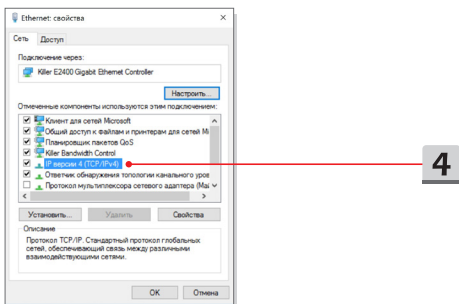 Ethernet: свойства
Сеть Доступ
Подключение через:
Killer E2400 Gigabit Ethernet Controller
Настроить...
Отмеченные компоненты используются этим подключением:
Клиент для сетей Microsoft
Общий доступ к файлам и принтерам для сетей Mi
Планировщик пакетов QoS
Killer Bandwidth Control
IP версии 4 (TCP/IPv4)
4
Ответчик обнаружения топологии канального уров
Протокол мультиплексора сетевого адаптера (Май
Установить... Удалить Свойства
Описание
Протокол TCP/IP. Стандартный протокол глобальных
сетей, обеспечивающий связь между различными
взаимодействующими сетями.
OK Отмена